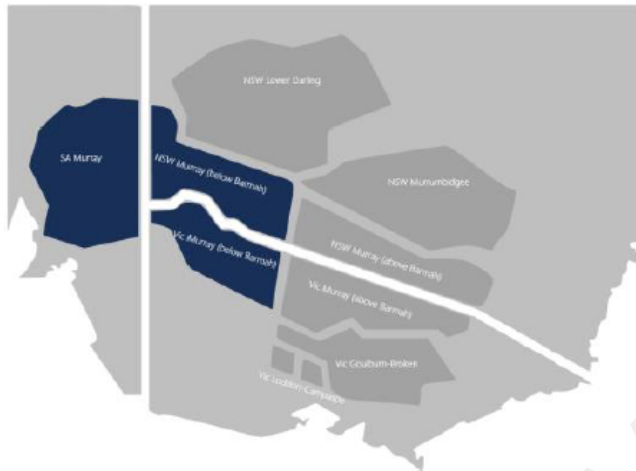 NSW Lower Darling
SA Murray
NSW Murray (below Barmah)
NSW Murrumbidgee
Vic Murray (below Barmah)
NSW Murray (above Barmah)
Vic Murray (above Barmah)
Vic Goulburn-Broken
Vic Loddon-Campaspe